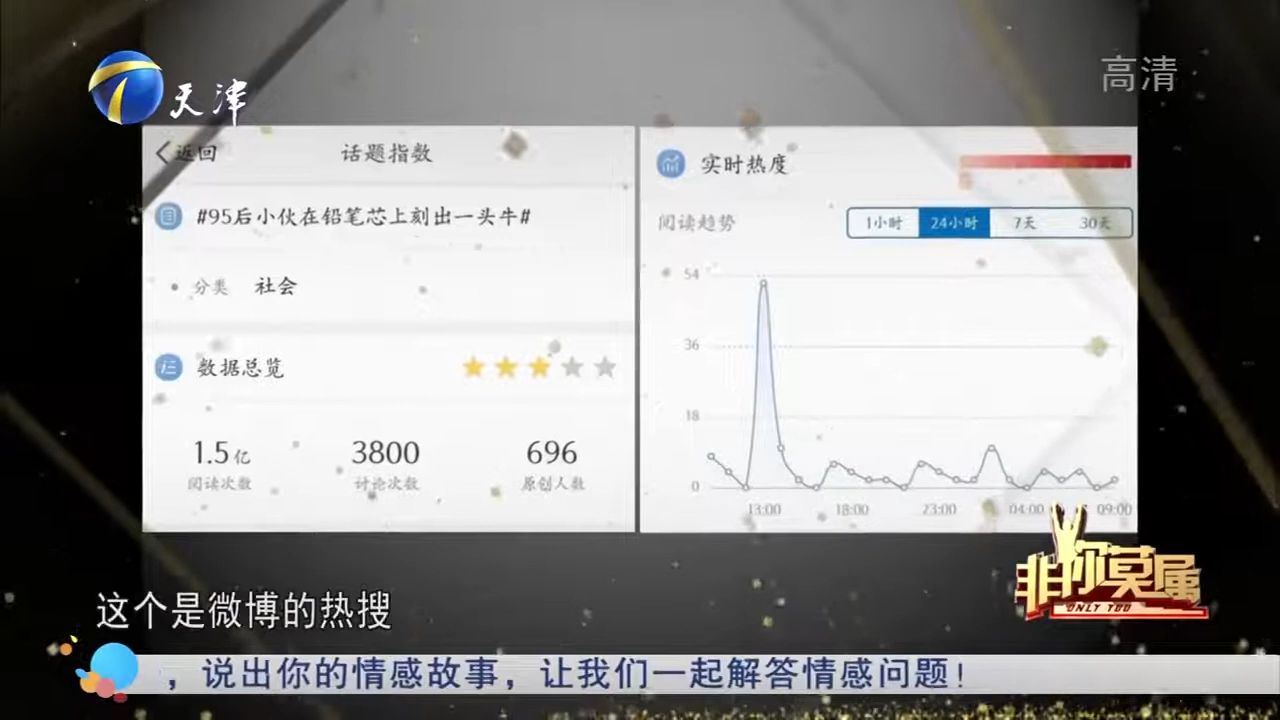 天津
高清
返回
话题指数
#95后小伙在铅笔芯上刻出一头牛#
分类 社会
数据总览
1.5亿 3800 696
阅读次数 讨论次数 原创人数
实时热度
阅读趋势
1小时 24小时 7天 30天
54
36
18
0
13:00 18:00 23:00 04:00 09:00
非你莫属
ONLY YOU
这个是微博的热搜
，说出你的情感故事，让我们一起解答情感问题！